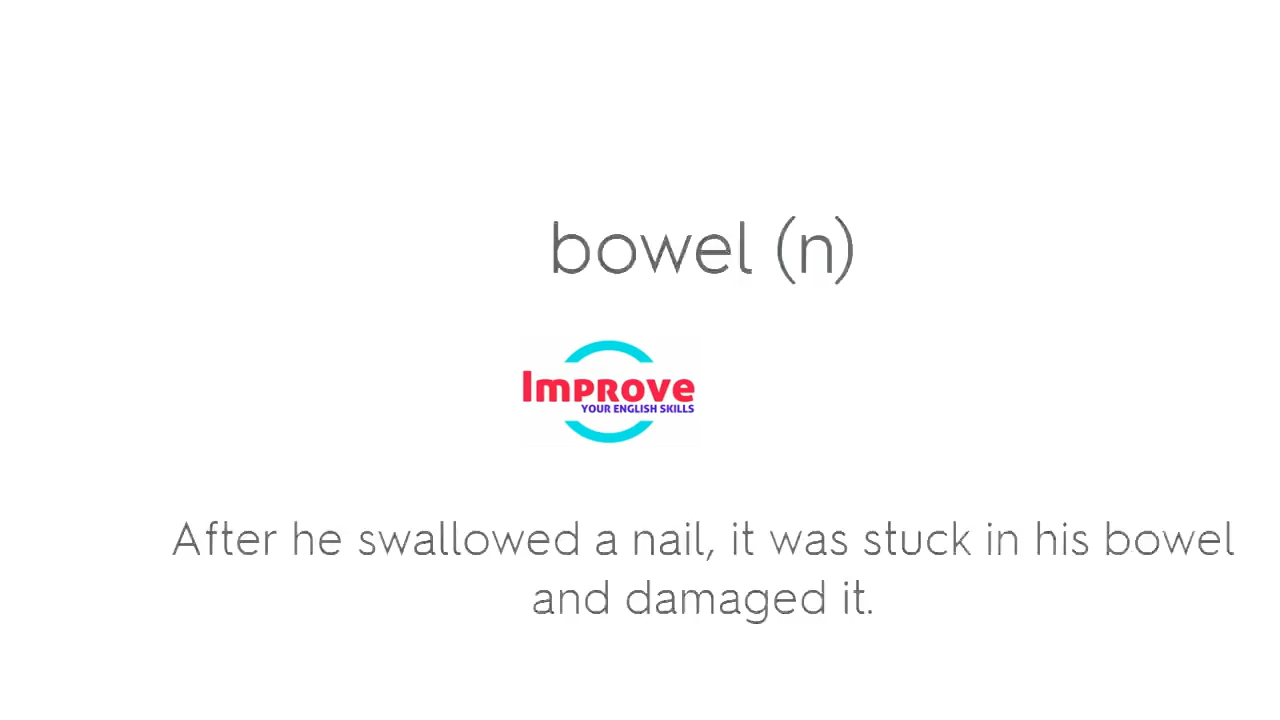 bowel (n)
Improve
YOUR ENGLISH SKILLS
After he swallowed a nail, it was stuck in his bowel
and damaged it.